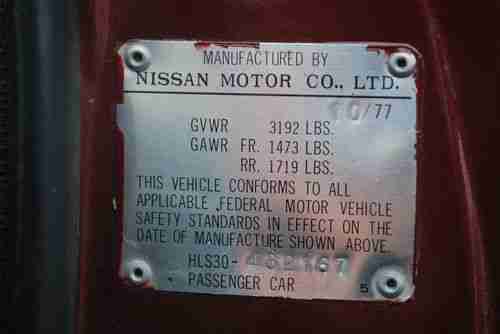 MANUFACTURED BY
NISSAN MOTOR CO., LTD.
10/77
GVWR 3192 LBS.
GAWR FR. 1473 LBS.
RR. 1719 LBS.
THIS VEHICLE CONFORMS TO ALL
APPLICABLE FEDERAL MOTOR VEHICLE
SAFETY STANDARDS IN EFFECT ON THE
DATE OF MANUFACTURE SHOWN ABOVE.
HLS30-462167
PASSENGER CAR 5